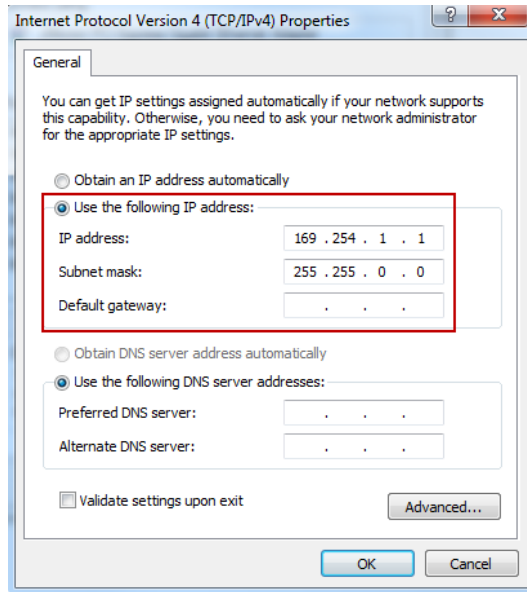 Internet Protocol Version 4 (TCP/IPv4) Properties
?
X
General
You can get IP settings assigned automatically if your network supports
this capability. Otherwise, you need to ask your network administrator
for the appropriate IP settings.
Obtain an IP address automatically
Use the following IP address:
IP address: 169 . 254 . 1 . 1
Subnet mask: 255 . 255 . 0 . 0
Default gateway: . . .
Obtain DNS server address automatically
Use the following DNS server addresses:
Preferred DNS server: . . .
Alternate DNS server: . . .
Validate settings upon exit
Advanced...
OK Cancel